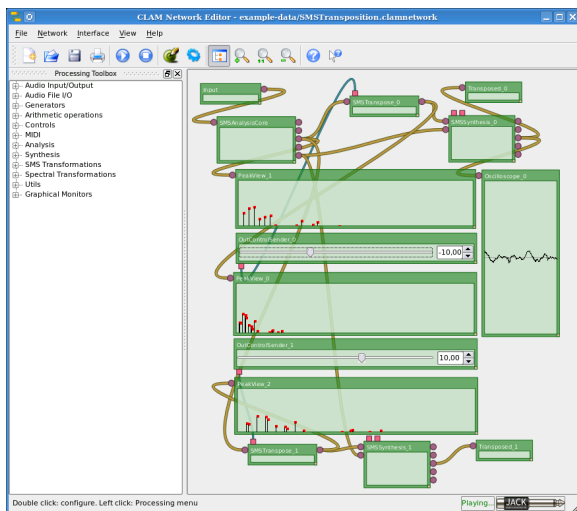 CLAM Network Editor - example-data/SMSTransposition.clamnetwork
File Network Interface View Help
Processing Toolbox
Audio Input/Output
Audio File I/O
Generators
Arithmetic operations
Controls
MIDI
Analysis
Synthesis
SMS Transformations
Spectral Transformations
Utils
Graphical Monitors
Input
SMSTranspose_0
Transposed_0
SMSAnalysisCore
SMSSynthesis_0
PeakView_1
Oscilloscope_0
OutControlSender_0
-10,00
PeakView_0
OutControlSender_1
10,00
PeakView_2
SMSTranspose_1
SMSSynthesis_1
Transposed_1
Double click: configure. Left click: Processing menu
Playing...
JACK